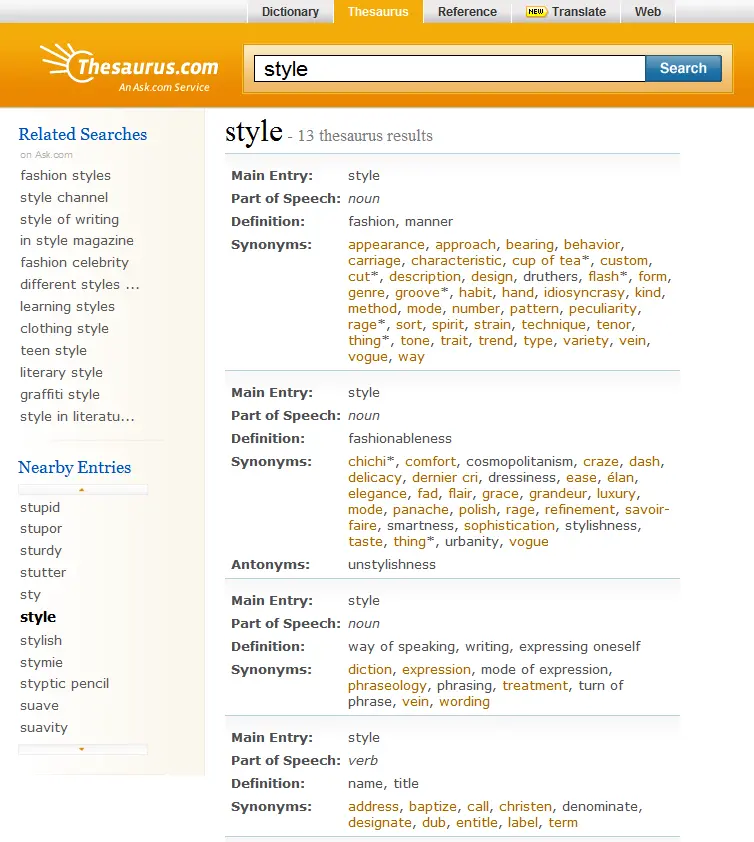 Dictionary Thesaurus Reference NEW Translate Web
Thesaurus.com
An Ask.com Service
style Search
Related Searches
on Ask.com
fashion styles
style channel
style of writing
in style magazine
fashion celebrity
different styles ...
learning styles
clothing style
teen style
literary style
graffiti style
style in literatu...
Nearby Entries
stupid
stupor
sturdy
stutter
sty
style
stylish
stymie
styptic pencil
suave
suavity
style - 13 thesaurus results
Main Entry: style
Part of Speech: noun
Definition: fashion, manner
Synonyms: appearance, approach, bearing, behavior,
carriage, characteristic, cup of tea*, custom,
cut*, description, design, druthers, flash*, form,
genre, groove*, habit, hand, idiosyncrasy, kind,
method, mode, number, pattern, peculiarity,
rage*, sort, spirit, strain, technique, tenor,
thing*, tone, trait, trend, type, variety, vein,
vogue, way
Main Entry: style
Part of Speech: noun
Definition: fashionableness
Synonyms: chichi*, comfort, cosmopolitanism, craze, dash,
delicacy, dernier cri, dressiness, ease, élan,
elegance, fad, flair, grace, grandeur, luxury,
mode, panache, polish, rage, refinement, savoir-
faire, smartness, sophistication, stylishness,
taste, thing*, urbanity, vogue
Antonyms: unstylishness
Main Entry: style
Part of Speech: noun
Definition: way of speaking, writing, expressing oneself
Synonyms: diction, expression, mode of expression,
phraseology, phrasing, treatment, turn of
phrase, vein, wording
Main Entry: style
Part of Speech: verb
Definition: name, title
Synonyms: address, baptize, call, christen, denominate,
designate, dub, entitle, label, term